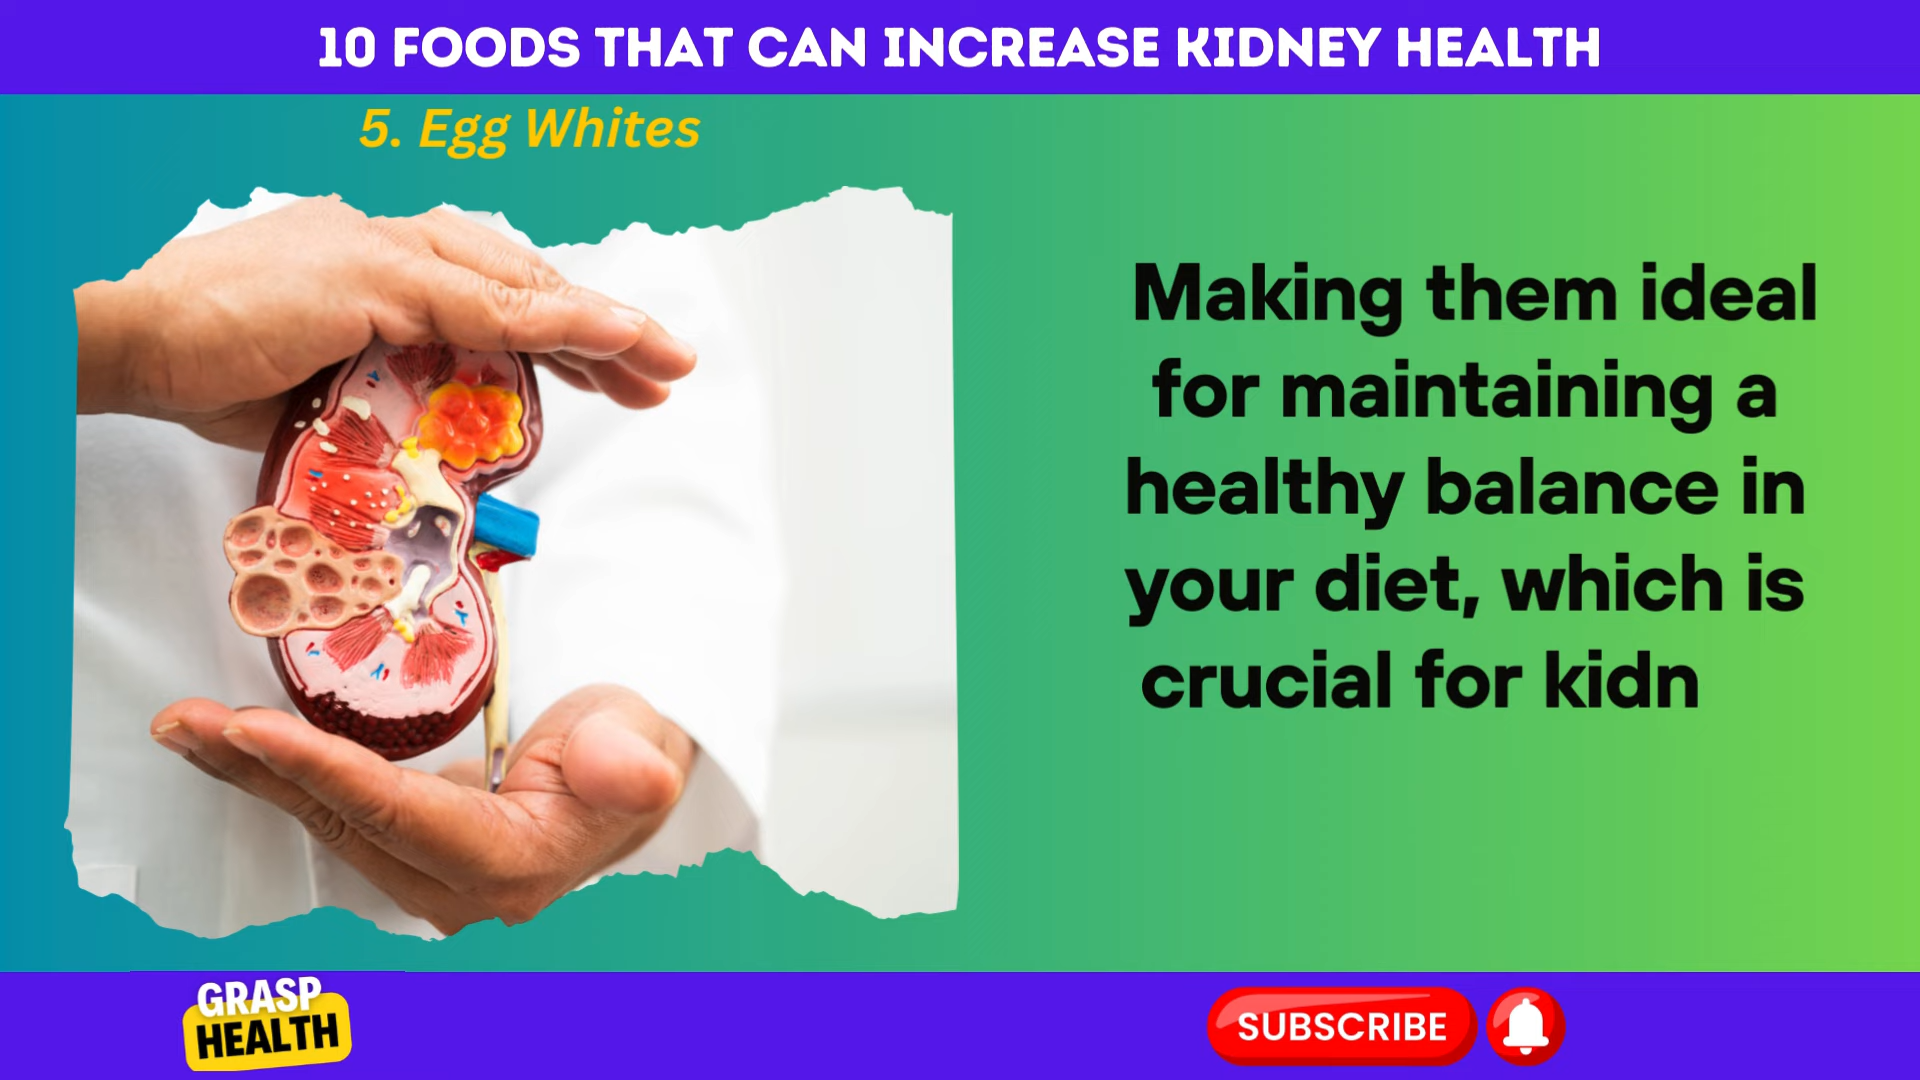 10 FOODS THAT CAN INCREASE KIDNEY HEALTH
5. Egg Whites
Making them ideal
for maintaining a
healthy balance in
your diet, which is
crucial for kidn
GRASP
HEALTH
SUBSCRIBE